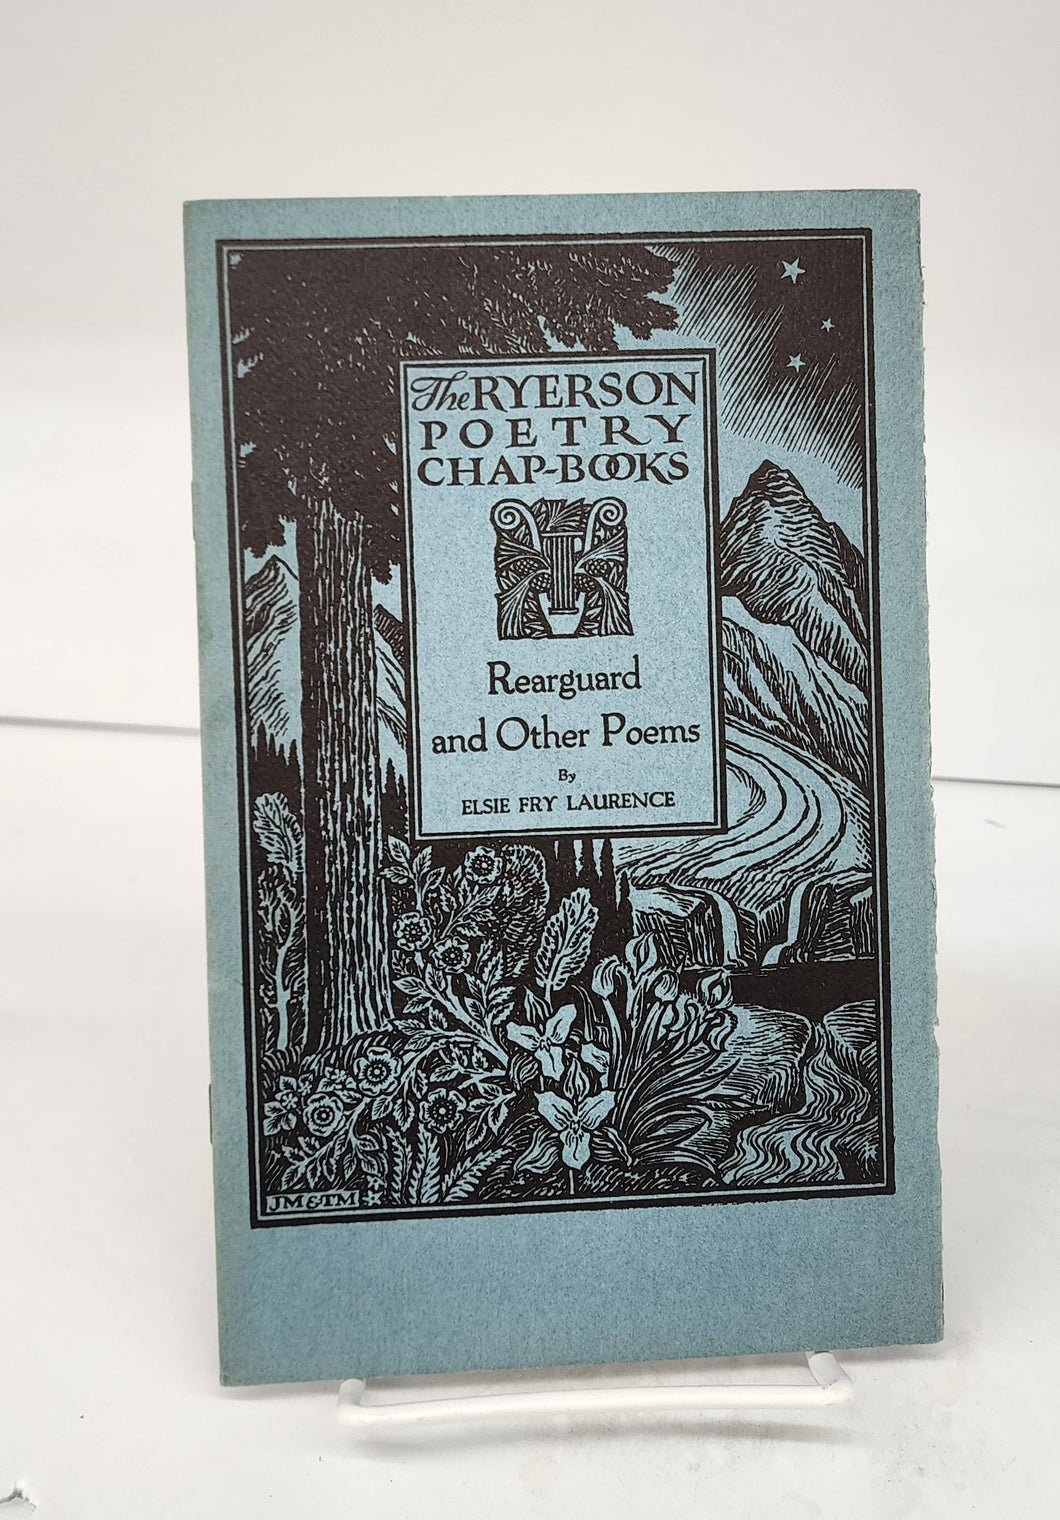 The RYERSON
POETRY
CHAP-BOOKS
Rearguard
and Other Poems
By
ELSIE FRY LAURENCE
JM & TM